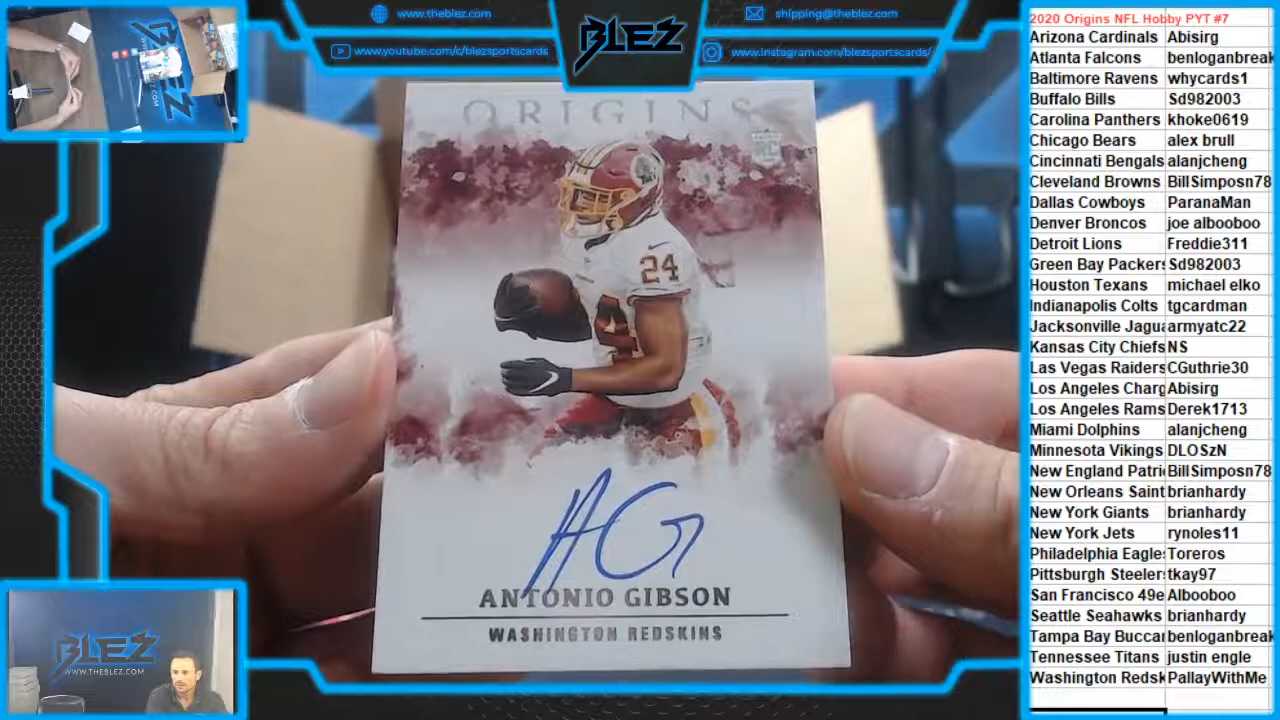 www.theblez.com
www.youtube.com/c/blezsportscards
BLEZ
shipping@theblez.com
www.instagram.com/blezsportscards/
ORIGINS
RC
24
ANTONIO GIBSON
WASHINGTON REDSKINS
BLEZ
WWW.THEBLEZ.COM
2020 Origins NFL Hobby PYT #7
Arizona Cardinals Abisirg
Atlanta Falcons benloganbreak
Baltimore Ravens whycards1
Buffalo Bills Sd982003
Carolina Panthers khoke0619
Chicago Bears alex brull
Cincinnati Bengals alanjcheng
Cleveland Browns BillSimposn78
Dallas Cowboys ParanaMan
Denver Broncos joe albooboo
Detroit Lions Freddie311
Green Bay Packers Sd982003
Houston Texans michael elko
Indianapolis Colts tgcardman
Jacksonville Jagua armyatc22
Kansas City Chiefs NS
Las Vegas Raiders CGuthrie30
Los Angeles Charg Abisirg
Los Angeles Rams Derek1713
Miami Dolphins alanjcheng
Minnesota Vikings DLOSzN
New England Patri BillSimposn78
New Orleans Saint brianhardy
New York Giants brianhardy
New York Jets rynoles11
Philadelphia Eagle Toreros
Pittsburgh Steeler tkay97
San Francisco 49e Albooboo
Seattle Seahawks brianhardy
Tampa Bay Buccar benloganbreak
Tennessee Titans justin engle
Washington Redsk PallayWithMe